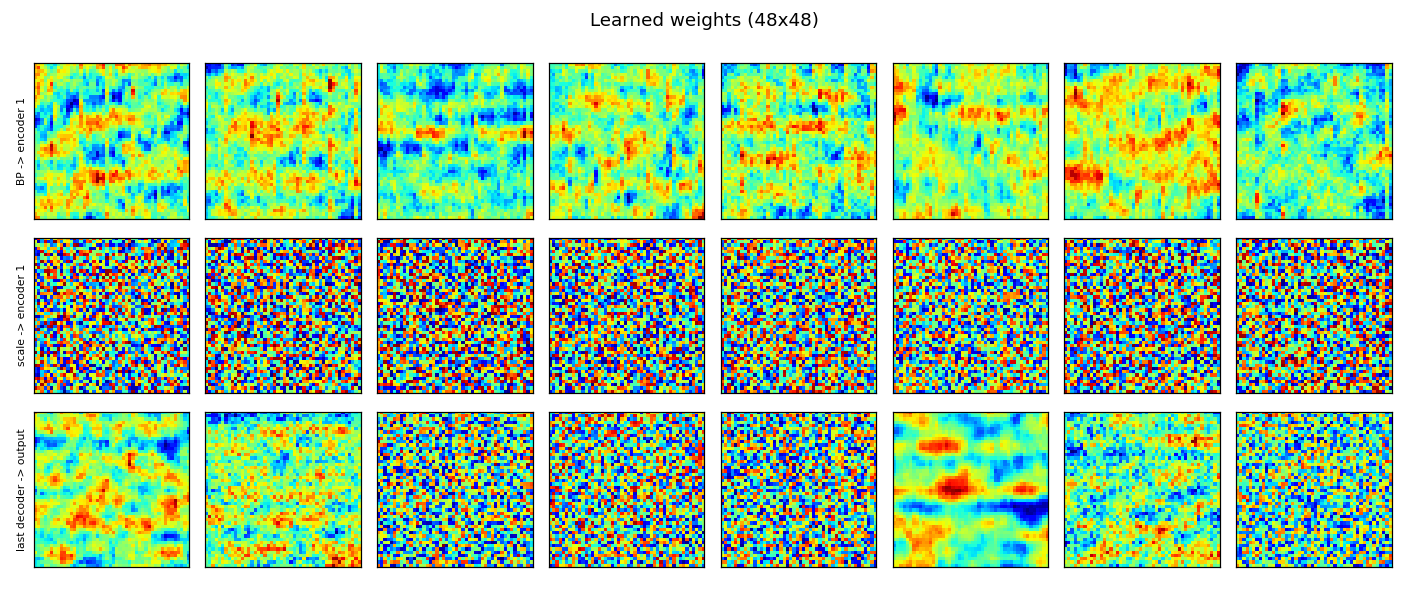 Learned weights (48x48)
BP -> encoder 1
scale -> encoder 1
last decoder -> output